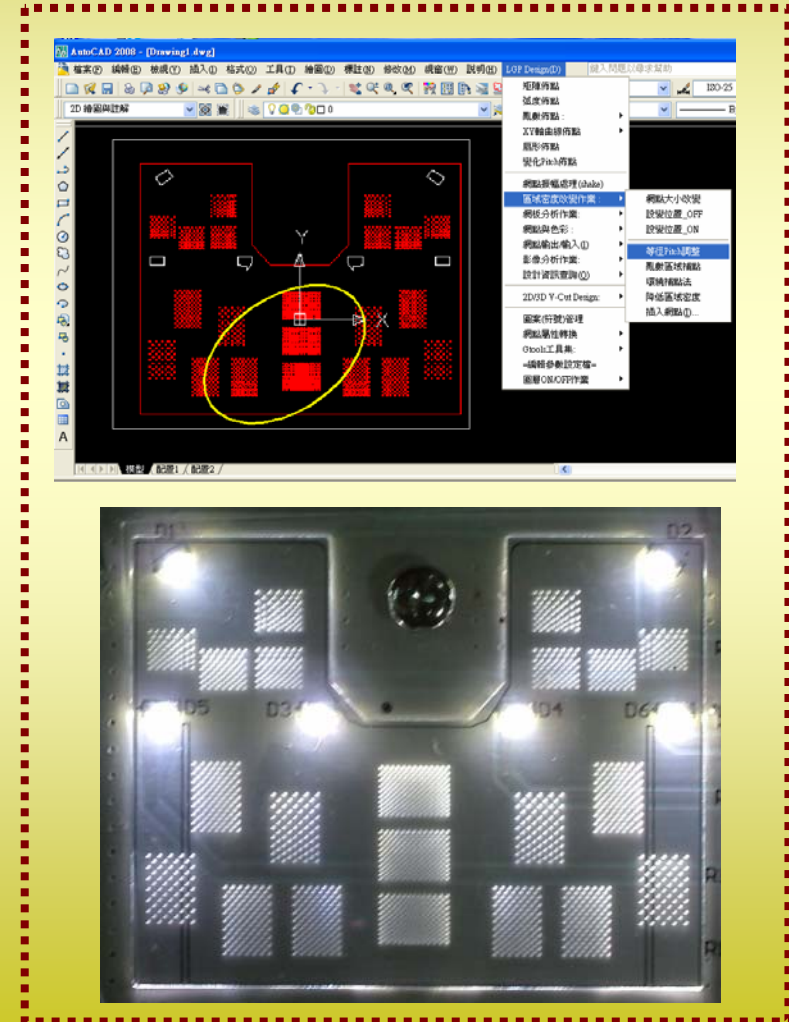 AutoCAD 2008 - [Drawing1.dwg]
檔案(F) 編輯(E) 檢視(V) 插入(I) 格式(O) 工具(T) 繪圖(D) 標註(N) 修改(M) 視窗(W) 說明(H) LGP Design(D) 鍵入問題以尋求幫助
ISO-25
2D 繪圖與註解
0
矩陣佈點
弧度佈點
亂數佈點 :
XY軸曲線佈點
扇形佈點
變化Pitch佈點
網點振幅處理(shake)
區域密度改變作業 :
網板分析作業:
網點與色彩 :
網點輸出/輸入(I)
影像分析作業:
設計資訊查詢(Q)
2D/3D V-Cut Design:
圖案(符號)管理
網點屬性轉換
Gtools工具集:
=編輯參數設定檔=
圖層ON/OFF作業
網點大小改變
設變位置_OFF
設變位置_ON
等徑Pitch調整
亂數區域補點
環繞補點法
降低區域密度
插入網點(I)...
Y
X
A
模型 配置1 配置2
D1 D2
D5 D3 D4 D6